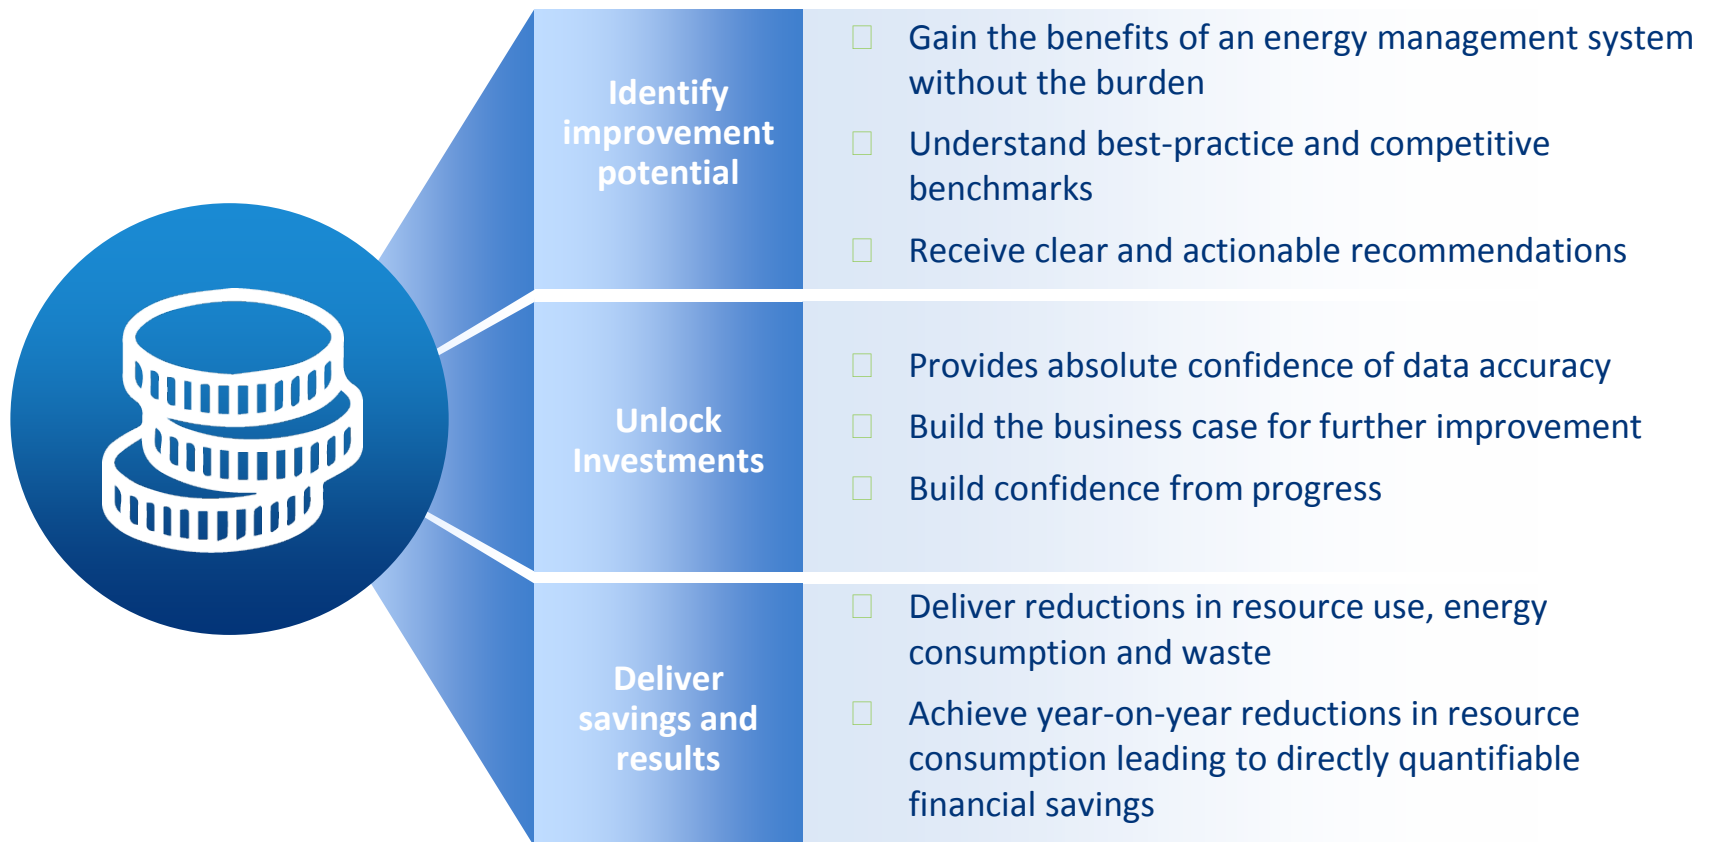 Identify
improvement
potential
Gain the benefits of an energy management system
without the burden
Understand best-practice and competitive
benchmarks
Receive clear and actionable recommendations
Unlock
Investments
Provides absolute confidence of data accuracy
Build the business case for further improvement
Build confidence from progress
Deliver
savings and
results
Deliver reductions in resource use, energy
consumption and waste
Achieve year-on-year reductions in resource
consumption leading to directly quantifiable
financial savings